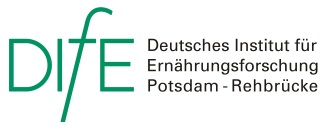 DIfE
Deutsches Institut für
Ernährungsforschung
Potsdam - Rehbrücke